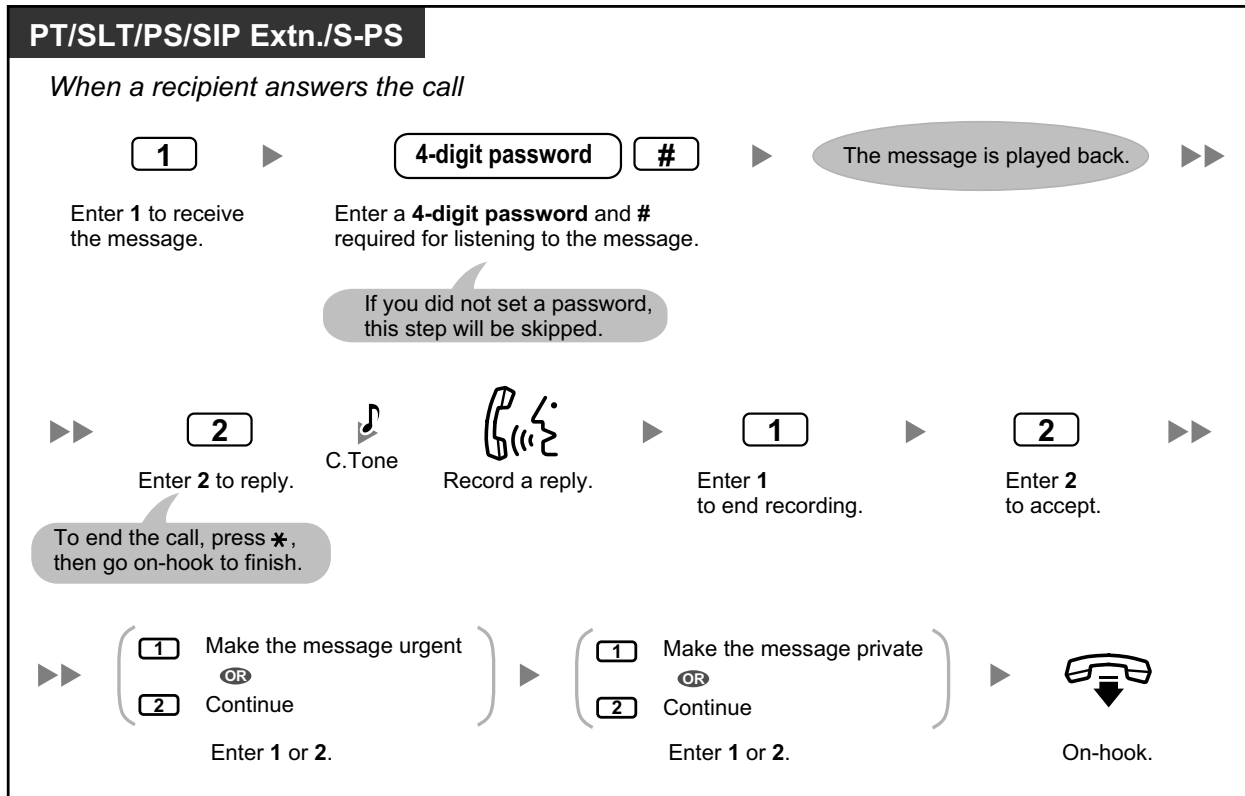 PT/SLT/PS/SIP Extn./S-PS
When a recipient answers the call
1
4-digit password
#
The message is played back.
Enter 1 to receive
the message.
Enter a 4-digit password and #
required for listening to the message.
If you did not set a password,
this step will be skipped.
2
C.Tone
1
2
Enter 2 to reply.
Record a reply.
Enter 1
to end recording.
Enter 2
to accept.
To end the call, press *,
then go on-hook to finish.
1 Make the message urgent
OR
2 Continue
Enter 1 or 2.
1 Make the message private
OR
2 Continue
Enter 1 or 2.
On-hook.